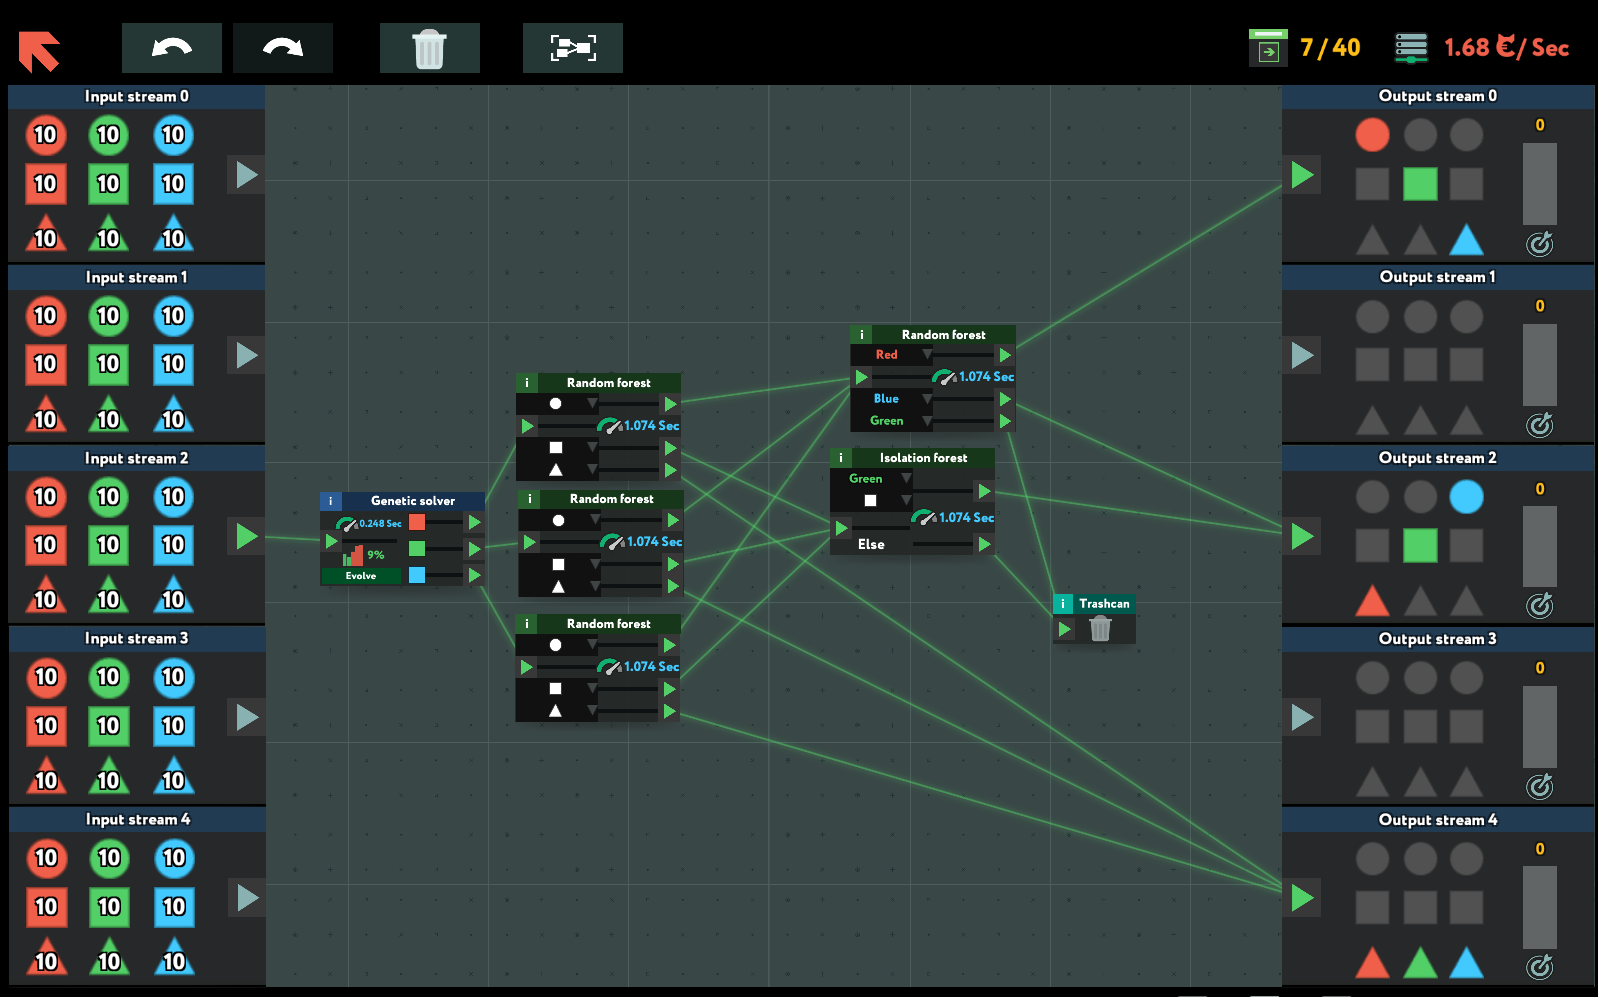 7/40
1.68 €/ Sec
Input stream 0
10 10 10
10 10 10
10 10 10
Input stream 1
10 10 10
10 10 10
10 10 10
Input stream 2
10 10 10
10 10 10
10 10 10
Input stream 3
10 10 10
10 10 10
10 10 10
Input stream 4
10 10 10
10 10 10
10 10 10
i Genetic solver
0.248 Sec
9%
Evolve
i Random forest
1.074 Sec
i Random forest
1.074 Sec
i Random forest
1.074 Sec
i Random forest
Red
1.074 Sec
Blue
Green
i Isolation forest
Green
1.074 Sec
Else
i Trashcan
Output stream 0
0
Output stream 1
0
Output stream 2
0
Output stream 3
0
Output stream 4
0